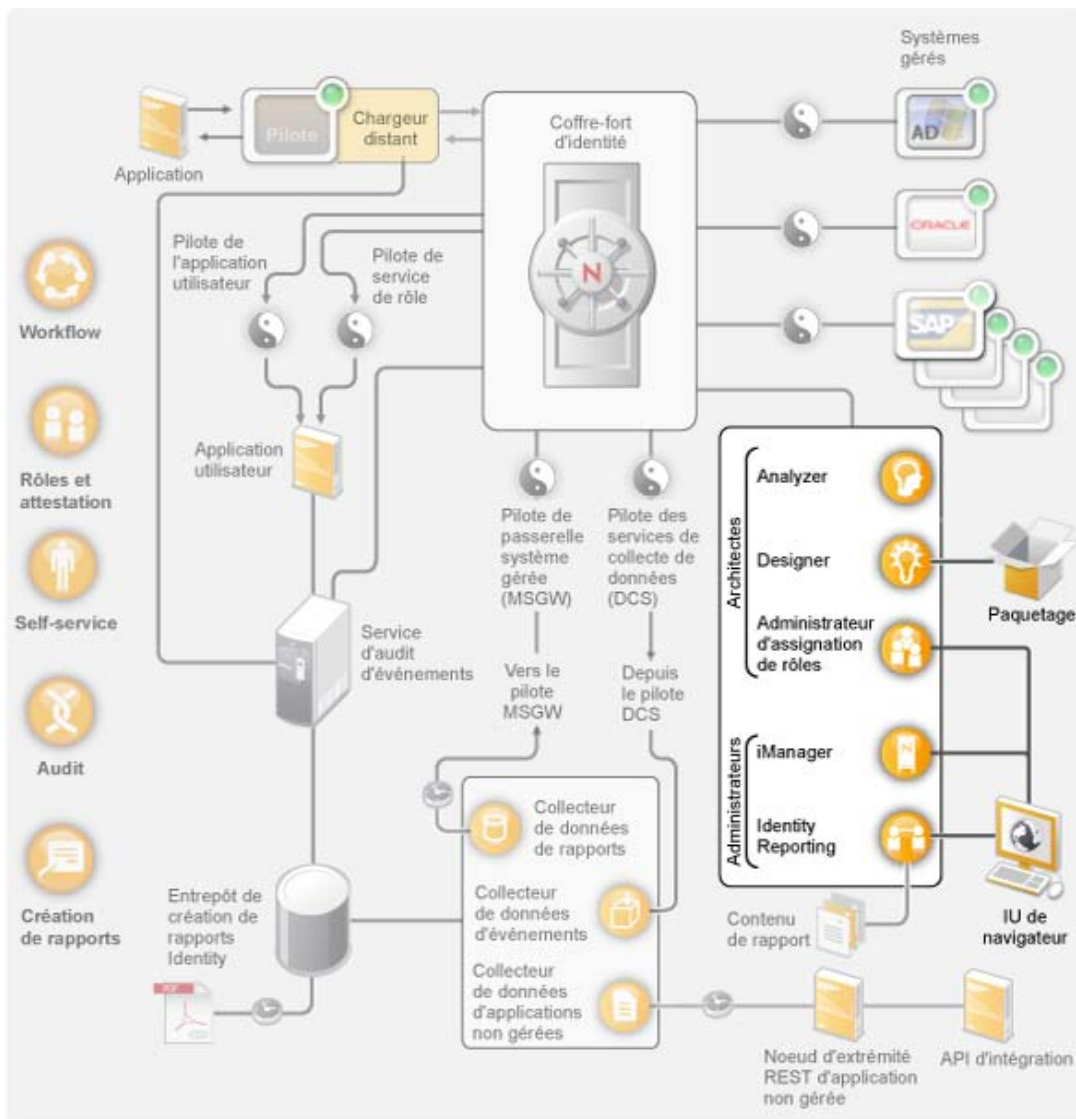 Systèmes
gérés
Pilote
Chargeur
distant
Application
Coffre-fort
d'identité
N
AD
ORACLE
SAP
Pilote de
l'application
utilisateur
Pilote de
service
de rôle
Workflow
Rôles et
attestation
Self-service
Audit
Création
de rapports
Application
utilisateur
Service
d'audit
d'événements
Pilote de
passerelle
système
gérée
(MSGW)
Pilote des
services de
collecte de
données
(DCS)
Vers le
pilote
MSGW
Depuis
le pilote
DCS
Architectes
Analyzer
Designer
Administrateur
d'assignation
de rôles
Paquetage
Administrateurs
iManager
N
Identity
Reporting
IU de
navigateur
Contenu
de rapport
Collecteur
de données
de rapports
Collecteur
de données
d'événements
Collecteur
de données
d'applications
non gérées
Entrepôt de
création de
rapports
Identity
PDF
Noeud d'extrémité
REST d'application
non gérée
API d'intégration